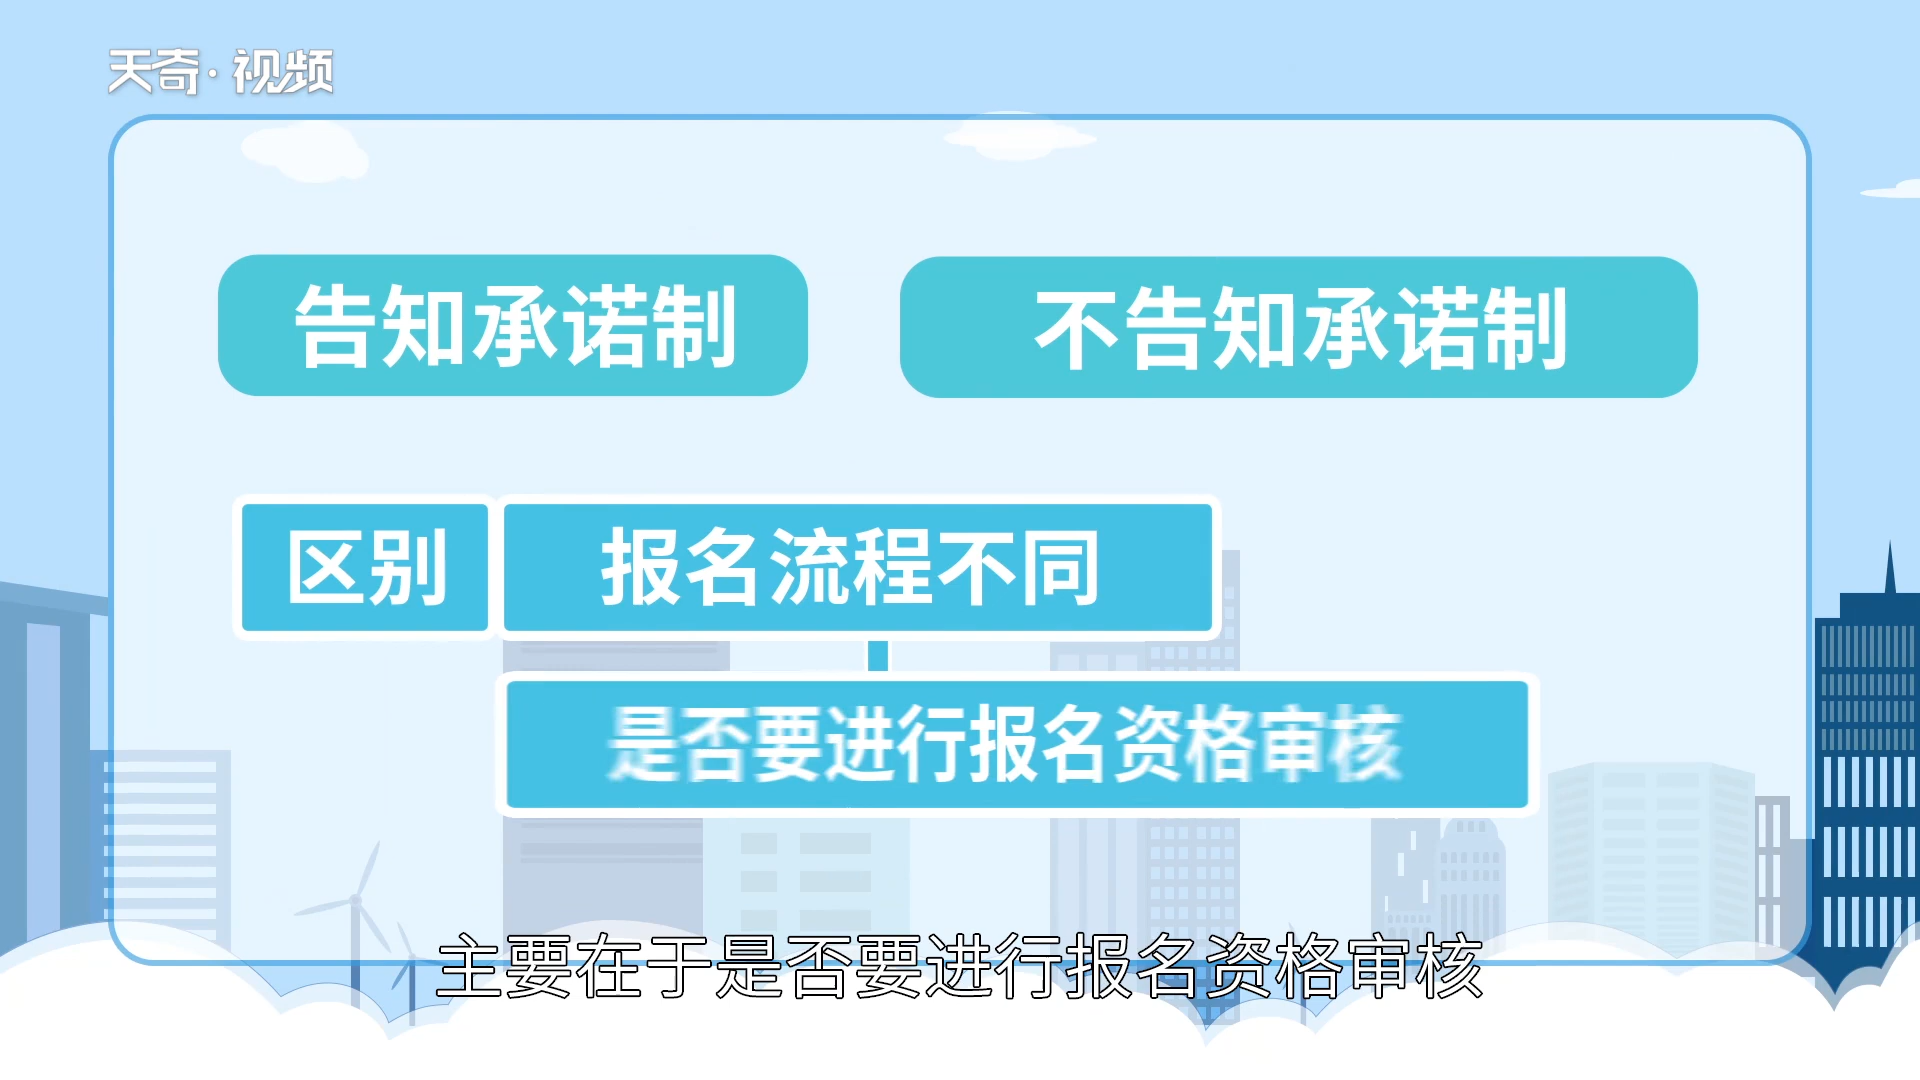 天奇·视频
告知承诺制
不告知承诺制
区别
报名流程不同
是否要进行报名资格审核
主要在于是否要进行报名资格审核